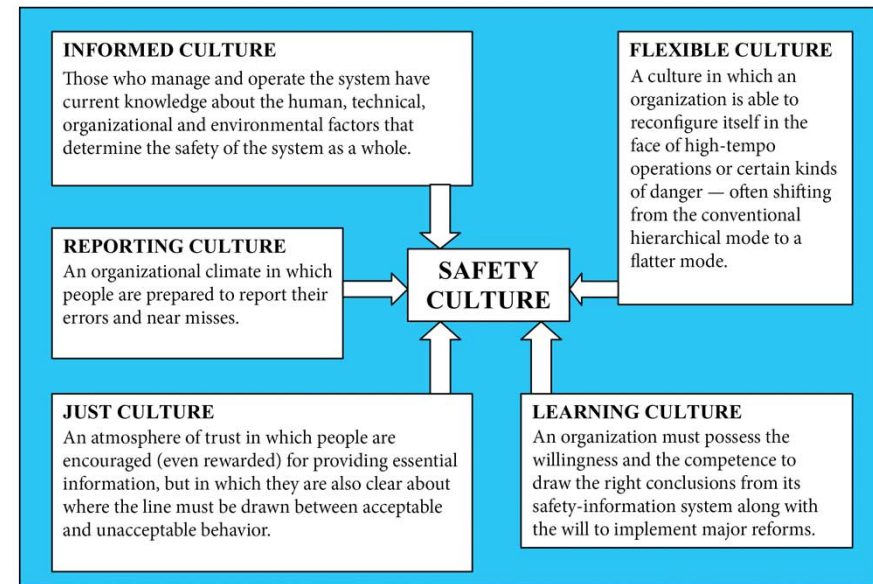 INFORMED CULTURE
Those who manage and operate the system have
current knowledge about the human, technical,
organizational and environmental factors that
determine the safety of the system as a whole.
FLEXIBLE CULTURE
A culture in which an
organization is able to
reconfigure itself in the
face of high-tempo
operations or certain kinds
of danger — often shifting
from the conventional
hierarchical mode to a
flatter mode.
REPORTING CULTURE
An organizational climate in which
people are prepared to report their
errors and near misses.
SAFETY
CULTURE
JUST CULTURE
An atmosphere of trust in which people are
encouraged (even rewarded) for providing essential
information, but in which they are also clear about
where the line must be drawn between acceptable
and unacceptable behavior.
LEARNING CULTURE
An organization must possess the
willingness and the competence to
draw the right conclusions from its
safety-information system along with
the will to implement major reforms.